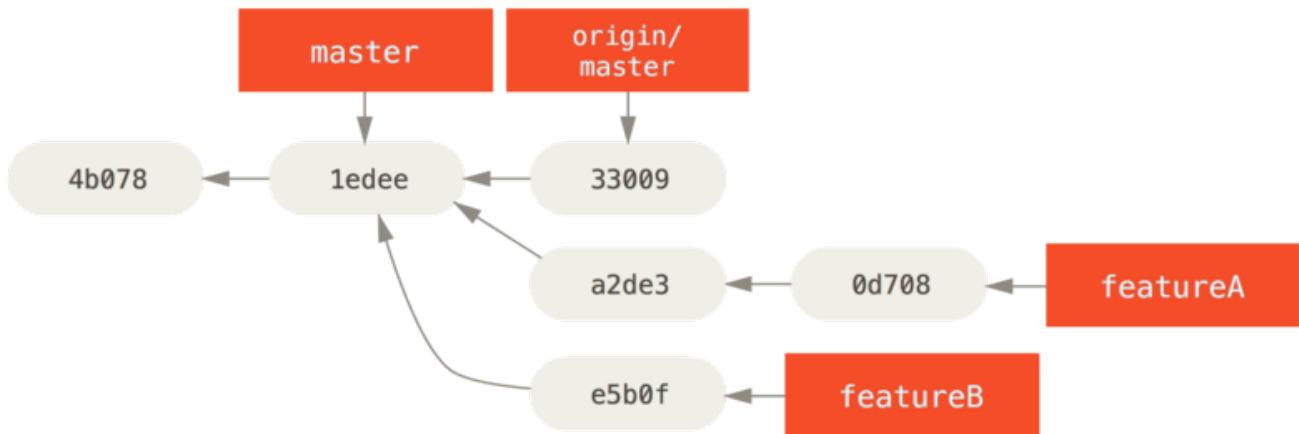 master
origin/
master
4b078
1edee
33009
a2de3
0d708
featureA
e5b0f
featureB